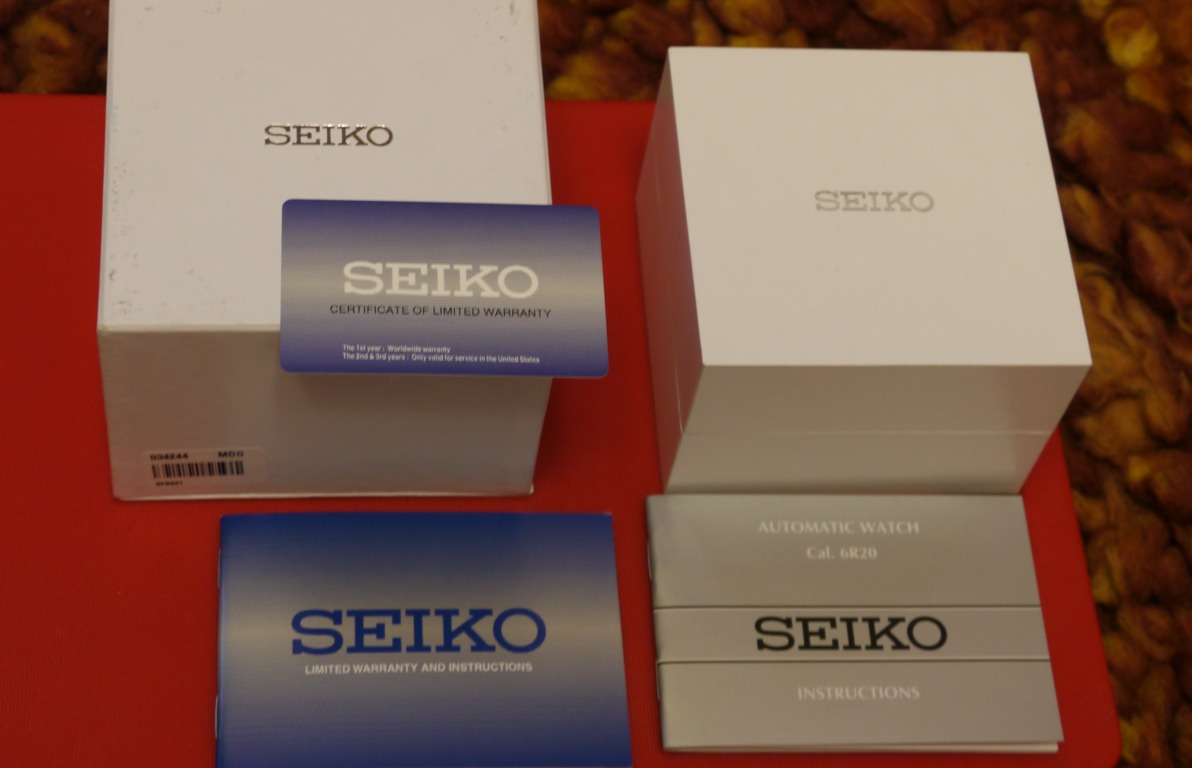 SEIKO
SEIKO
SEIKO
CERTIFICATE OF LIMITED WARRANTY
The 1st year : Worldwide warranty
The 2nd & 3rd years : Only valid for service in the United States
034244 MDO
SEIKO
LIMITED WARRANTY AND INSTRUCTIONS
AUTOMATIC WATCH
Cal. 6R20
SEIKO
INSTRUCTIONS